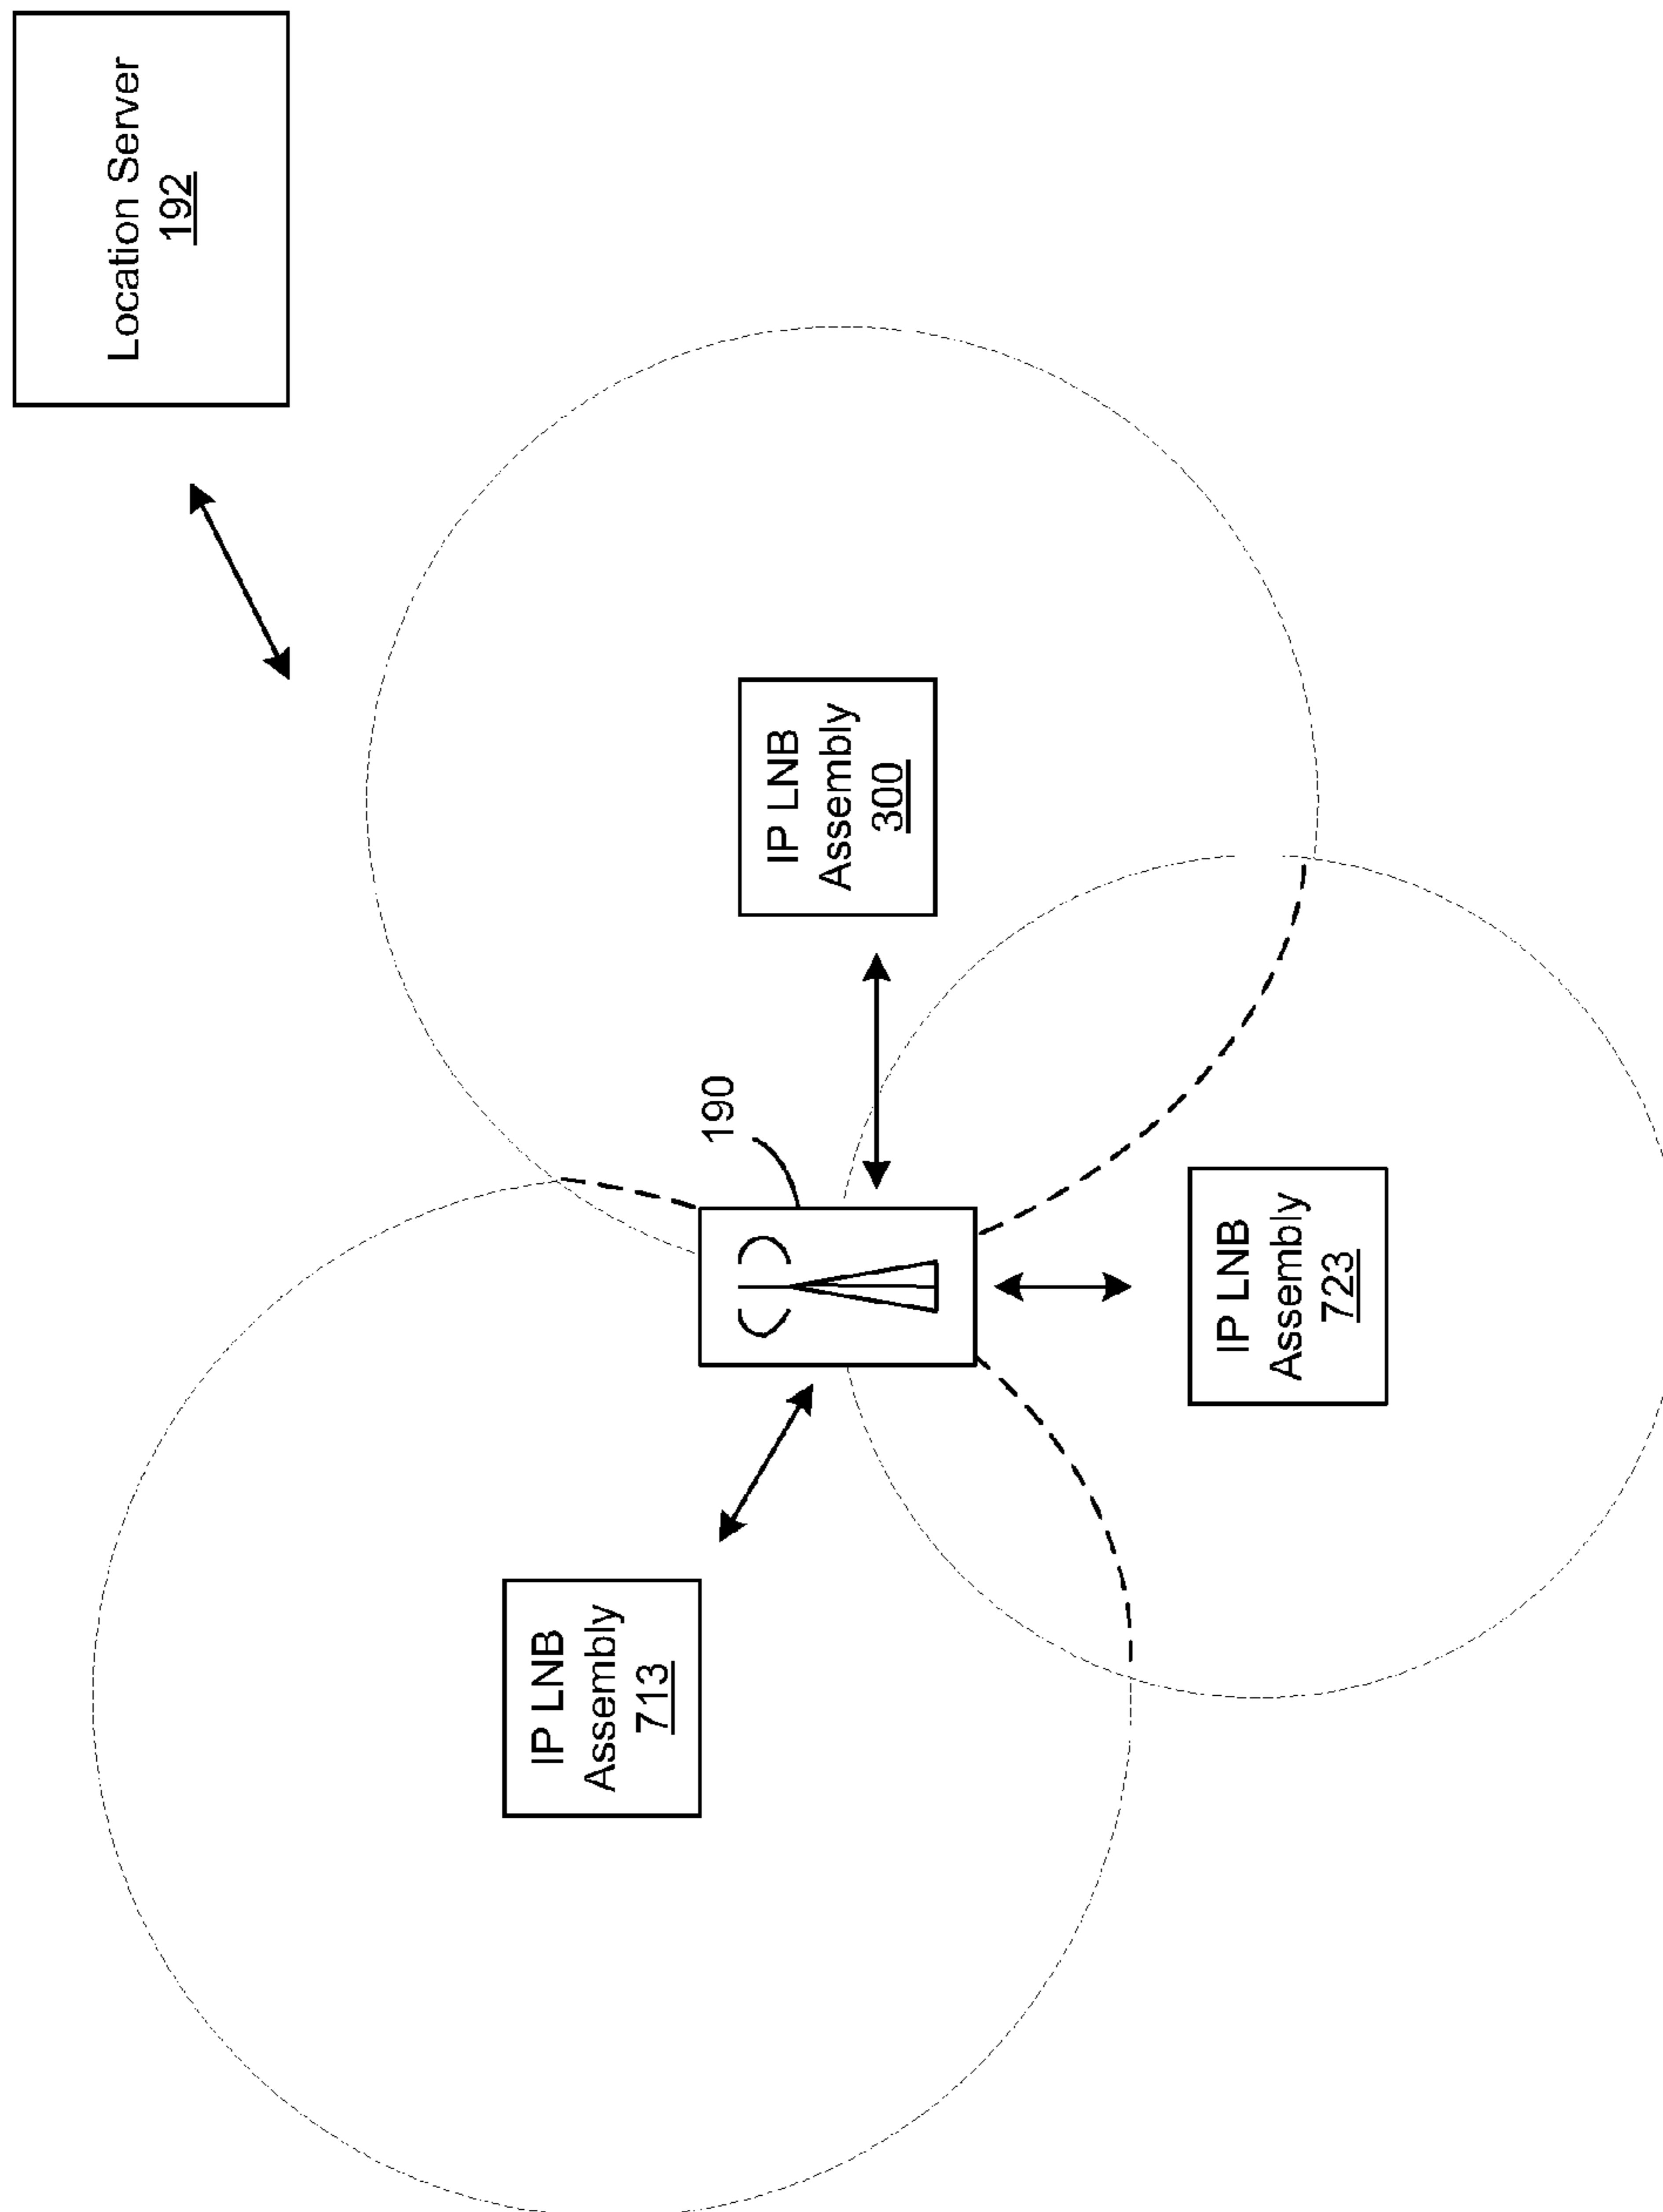 Location Server
192
IP LNB
Assembly
300
190
IP LNB
Assembly
713
IP LNB
Assembly
723